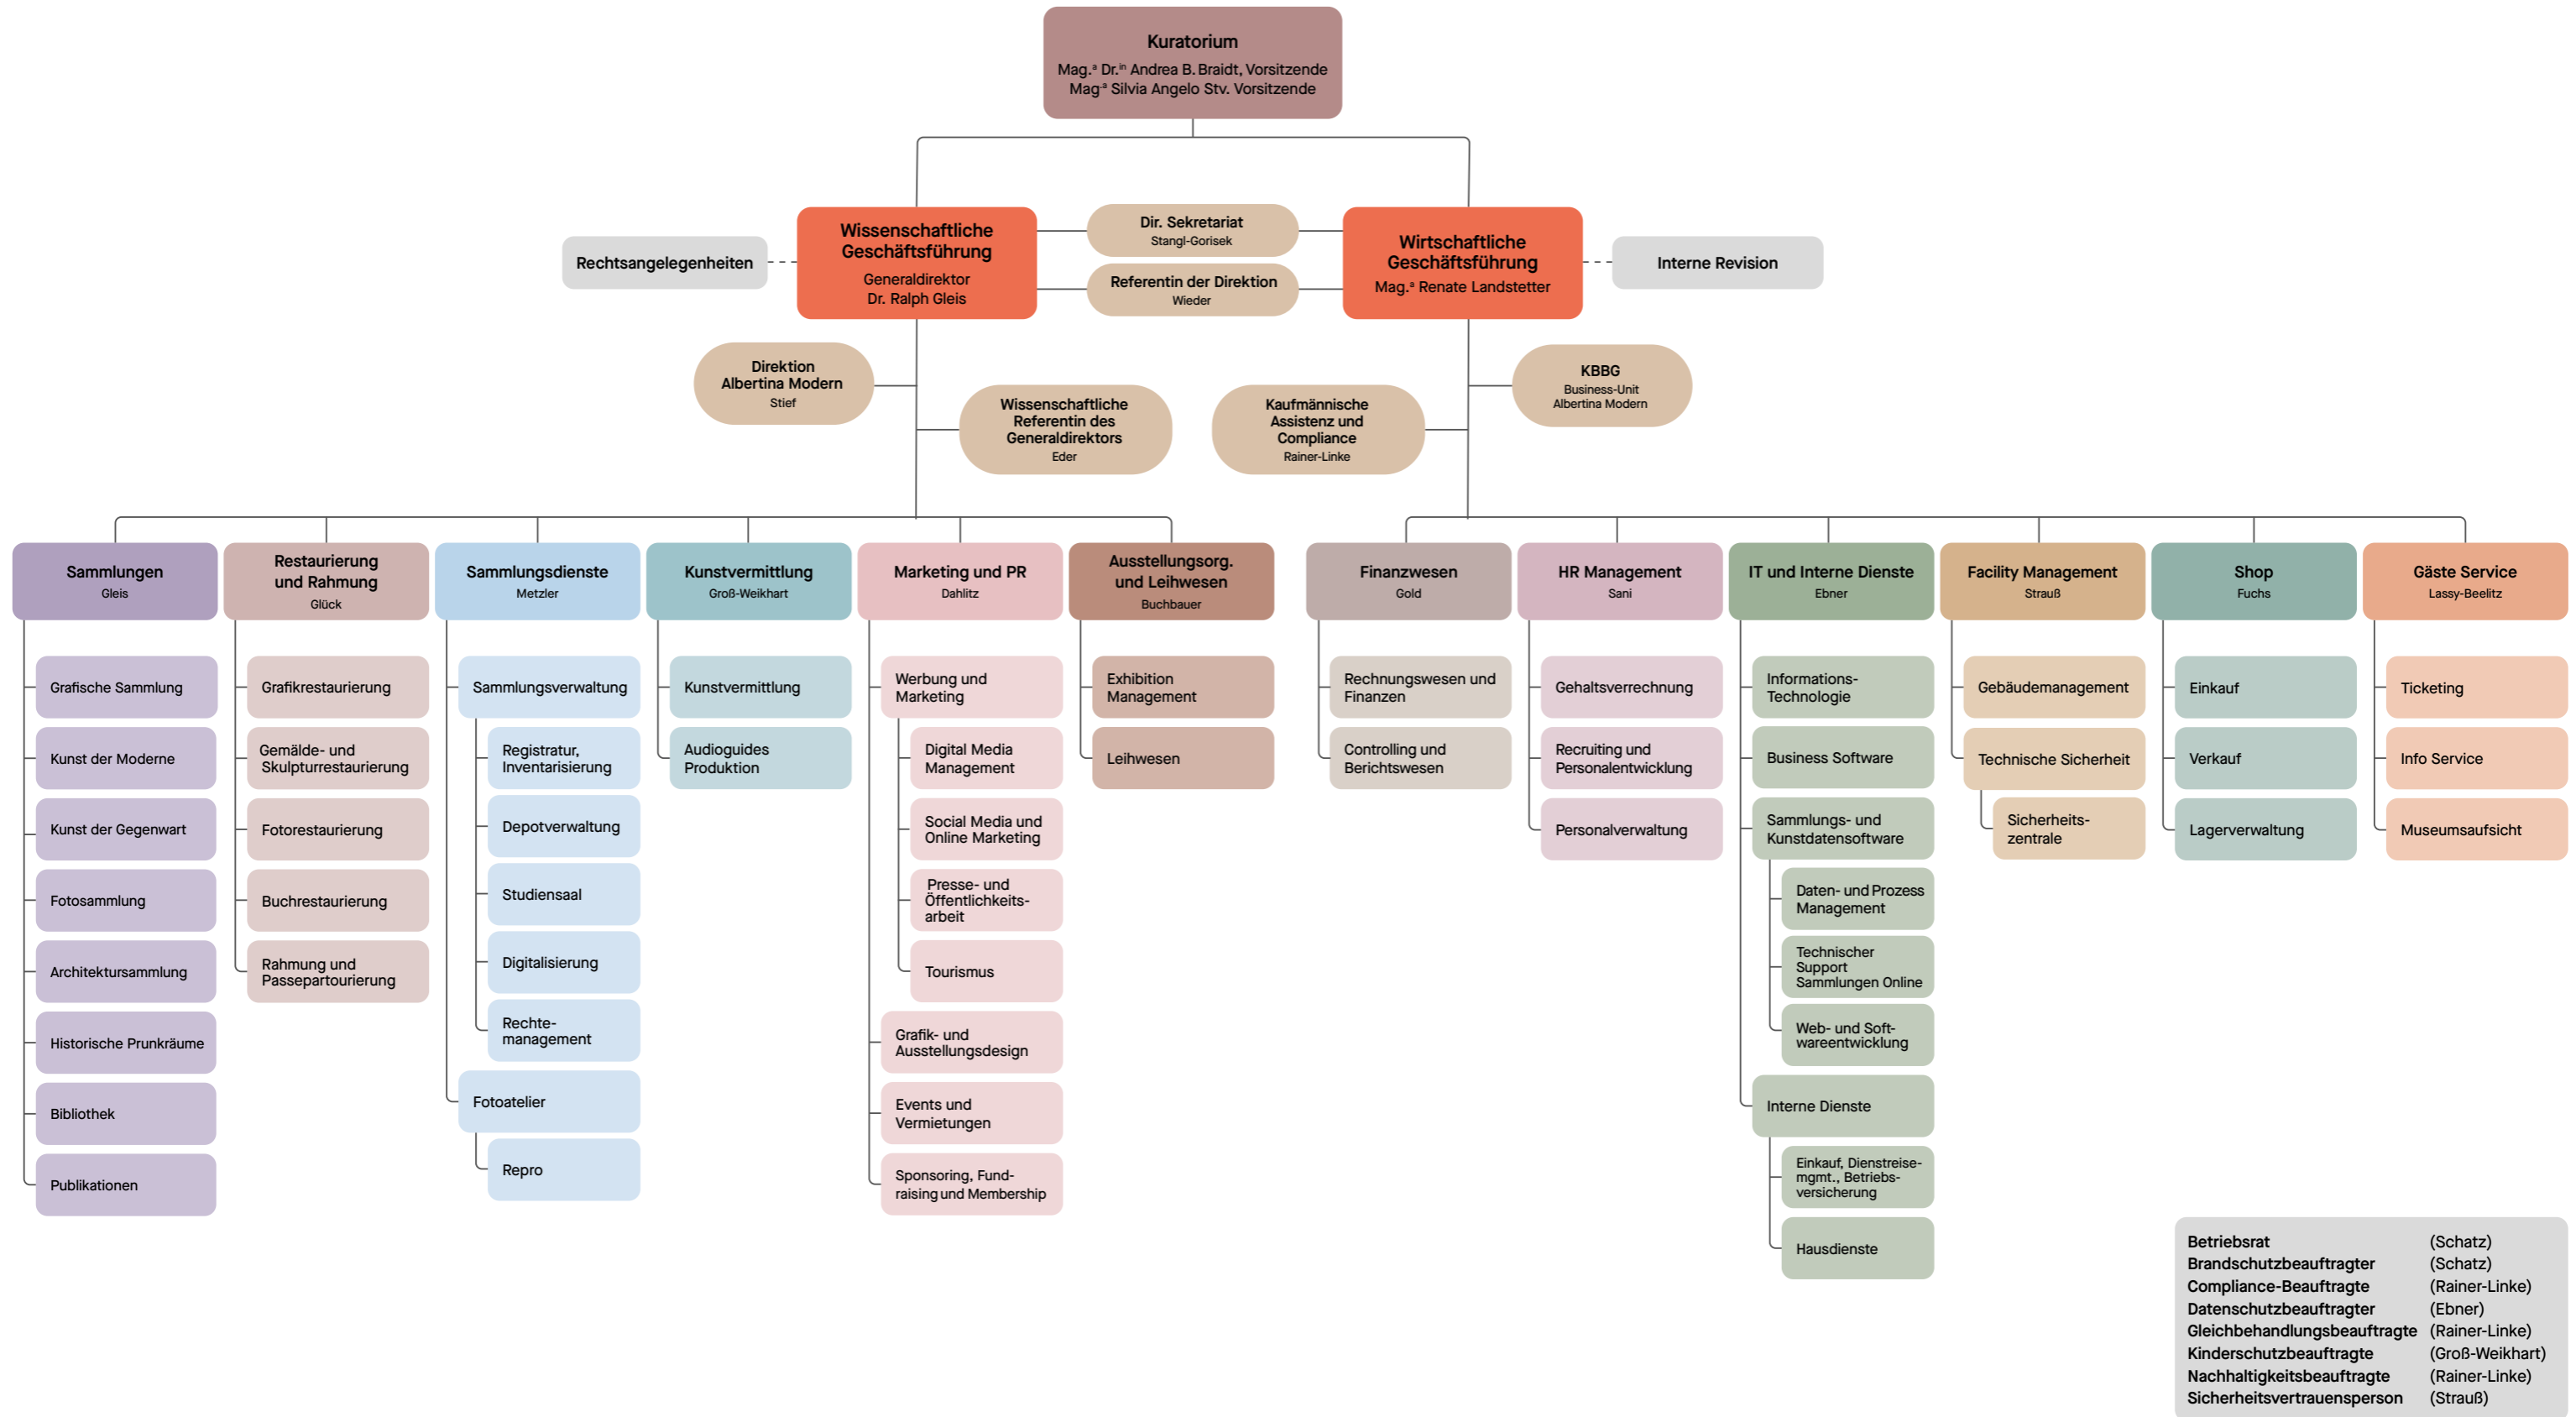 Kuratorium
Mag.ᵃ Dr.ⁱⁿ Andrea B. Braidt, Vorsitzende
Mag.ᵃ Silvia Angelo Stv. Vorsitzende
Rechtsangelegenheiten
Wissenschaftliche
Geschäftsführung
Generaldirektor
Dr. Ralph Gleis
Dir. Sekretariat
Stangl-Gorisek
Referentin der Direktion
Wieder
Wirtschaftliche
Geschäftsführung
Mag.ᵃ Renate Landstetter
Interne Revision
Direktion
Albertina Modern
Stief
Wissenschaftliche
Referentin des
Generaldirektors
Eder
Kaufmännische
Assistenz und
Compliance
Rainer-Linke
KBBG
Business-Unit
Albertina Modern
Sammlungen
Gleis
Grafische Sammlung
Kunst der Moderne
Kunst der Gegenwart
Fotosammlung
Architektursammlung
Historische Prunkräume
Bibliothek
Publikationen
Restaurierung
und Rahmung
Glück
Grafikrestaurierung
Gemälde- und
Skulpturrestaurierung
Fotorestaurierung
Buchrestaurierung
Rahmung und
Passepartourierung
Sammlungsdienste
Metzler
Sammlungsverwaltung
Registratur,
Inventarisierung
Depotverwaltung
Studiensaal
Digitalisierung
Rechte-
management
Fotoatelier
Repro
Kunstvermittlung
Groß-Weikhart
Kunstvermittlung
Audioguides
Produktion
Marketing und PR
Dahlitz
Werbung und
Marketing
Digital Media
Management
Social Media und
Online Marketing
Presse- und
Öffentlichkeits-
arbeit
Tourismus
Grafik- und
Ausstellungsdesign
Events und
Vermietungen
Sponsoring, Fund-
raising und Membership
Ausstellungsorg.
und Leihwesen
Buchbauer
Exhibition
Management
Leihwesen
Finanzwesen
Gold
Rechnungswesen und
Finanzen
Controlling und
Berichtswesen
HR Management
Sani
Gehaltsverrechnung
Recruiting und
Personalentwicklung
Personalverwaltung
IT und Interne Dienste
Ebner
Informations-
Technologie
Business Software
Sammlungs- und
Kunstdatensoftware
Daten- und Prozess
Management
Technischer
Support
Sammlungen Online
Web- und Soft-
wareentwicklung
Interne Dienste
Einkauf, Dienstreise-
mgmt., Betriebs-
versicherung
Hausdienste
Facility Management
Strauß
Gebäudemanagement
Technische Sicherheit
Sicherheits-
zentrale
Shop
Fuchs
Einkauf
Verkauf
Lagerverwaltung
Gäste Service
Lassy-Beelitz
Ticketing
Info Service
Museumsaufsicht
Betriebsrat (Schatz)
Brandschutzbeauftragter (Schatz)
Compliance-Beauftragte (Rainer-Linke)
Datenschutzbeauftragter (Ebner)
Gleichbehandlungsbeauftragte (Rainer-Linke)
Kinderschutzbeauftragte (Groß-Weikhart)
Nachhaltigkeitsbeauftragte (Rainer-Linke)
Sicherheitsvertrauensperson (Strauß)